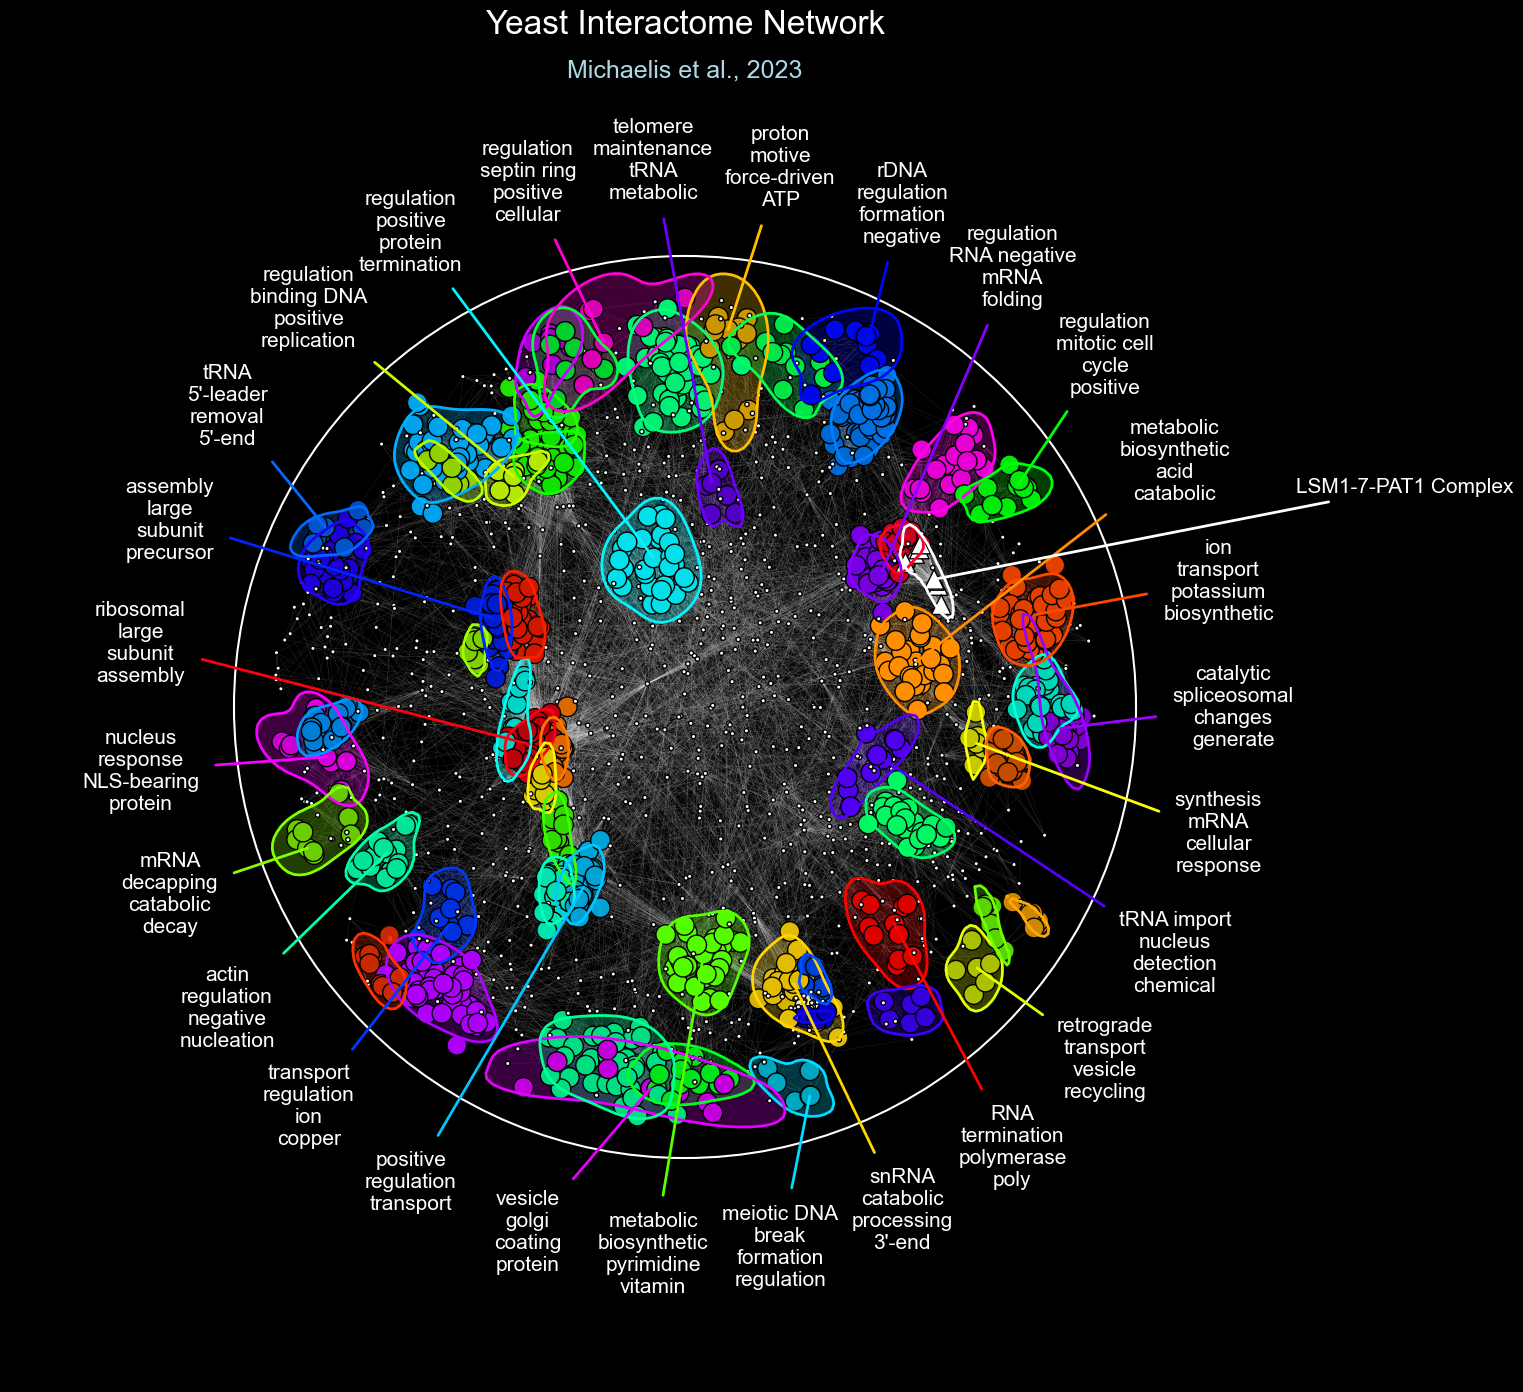 Yeast Interactome Network
Michaelis et al., 2023
telomere
maintenance
tRNA
metabolic
proton
motive
force-driven
ATP
regulation
septin ring
positive
cellular
rDNA
regulation
formation
negative
regulation
positive
protein
termination
regulation
RNA negative
mRNA
folding
regulation
binding DNA
positive
replication
regulation
mitotic cell
cycle
positive
tRNA
5'-leader
removal
5'-end
metabolic
biosynthetic
acid
catabolic
LSM1-7-PAT1 Complex
assembly
large
subunit
precursor
ion
transport
potassium
biosynthetic
ribosomal
large
subunit
assembly
catalytic
spliceosomal
changes
generate
nucleus
response
NLS-bearing
protein
synthesis
mRNA
cellular
response
mRNA
decapping
catabolic
decay
tRNA import
nucleus
detection
chemical
actin
regulation
negative
nucleation
retrograde
transport
vesicle
recycling
transport
regulation
ion
copper
RNA
termination
polymerase
poly
positive
regulation
transport
snRNA
catabolic
processing
3'-end
vesicle
golgi
coating
protein
metabolic
biosynthetic
pyrimidine
vitamin
meiotic DNA
break
formation
regulation